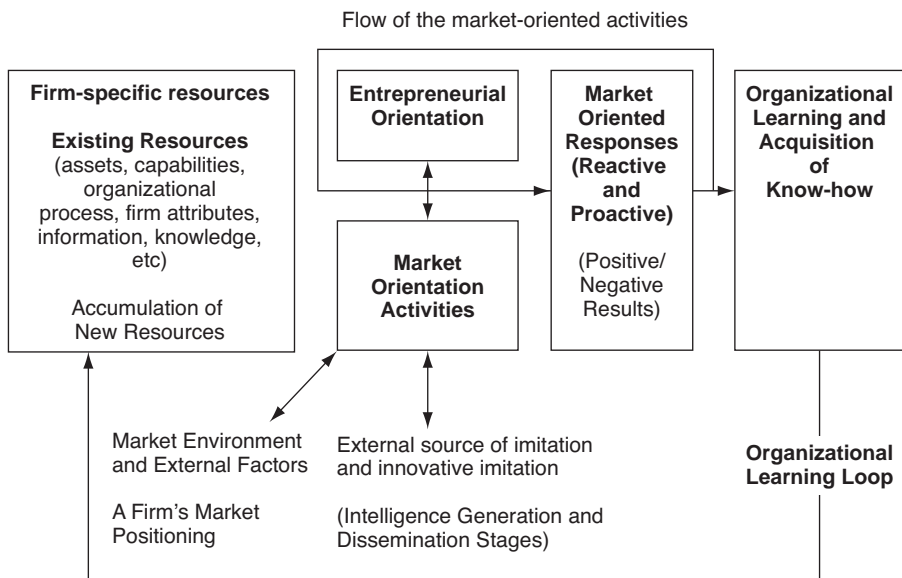 Flow of the market-oriented activities
Firm-specific resources
Existing Resources
(assets, capabilities,
organizational
process, firm attributes,
information, knowledge,
etc)
Accumulation of
New Resources
Entrepreneurial
Orientation
Market
Orientation
Activities
Market
Oriented
Responses
(Reactive
and
Proactive)
(Positive/
Negative
Results)
Organizational
Learning and
Acquisition
of
Know-how
Market Environment
and External Factors
A Firm's Market
Positioning
External source of imitation
and innovative imitation
(Intelligence Generation and
Dissemination Stages)
Organizational
Learning Loop